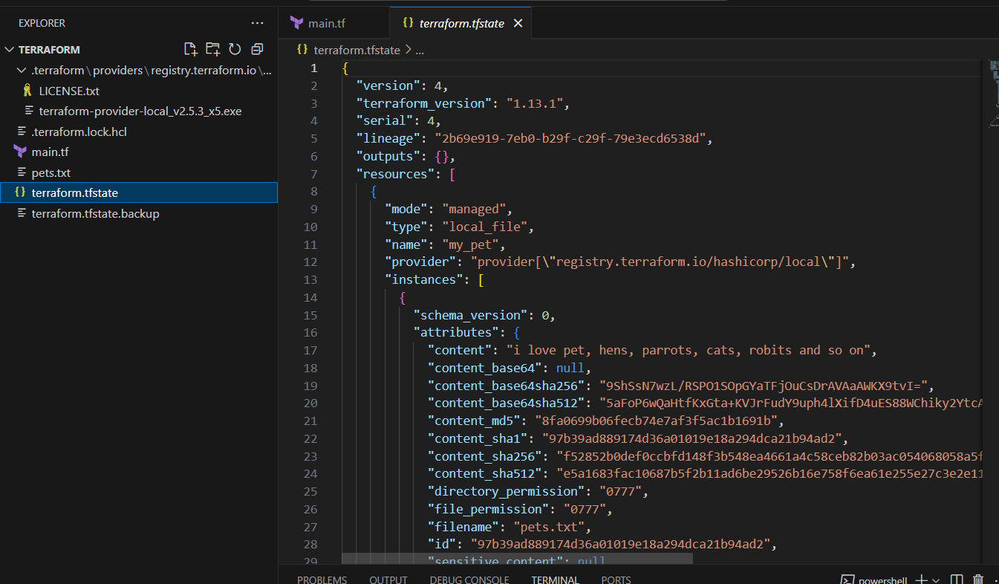 EXPLORER
TERRAFORM
.terraform\providers\registry.terraform.io\...
LICENSE.txt
terraform-provider-local_v2.5.3_x5.exe
.terraform.lock.hcl
main.tf
pets.txt
terraform.tfstate
terraform.tfstate.backup
main.tf
terraform.tfstate
terraform.tfstate > ...
1 {
2 "version": 4,
3 "terraform_version": "1.13.1",
4 "serial": 4,
5 "lineage": "2b69e919-7eb0-b29f-c29f-79e3ecd6538d",
6 "outputs": {},
7 "resources": [
8 {
9 "mode": "managed",
10 "type": "local_file",
11 "name": "my_pet",
12 "provider": "provider[\"registry.terraform.io/hashicorp/local\"]",
13 "instances": [
14 {
15 "schema_version": 0,
16 "attributes": {
17 "content": "i love pet, hens, parrots, cats, robits and so on",
18 "content_base64": null,
19 "content_base64sha256": "9ShSsN7wzL/RSPO1SOpGYaTFjOuCsDrAVAaAWKX9tvI=",
20 "content_base64sha512": "5aFoP6wQaHtfKxGta+KVJrFudY9uph4lXifD4uES88WChiky2YtcA
21 "content_md5": "8fa0699b06fecb74e7af3f5ac1b1691b",
22 "content_sha1": "97b39ad889174d36a01019e18a294dca21b94ad2",
23 "content_sha256": "f52852b0def0ccbfd148f3b548ea4661a4c58ceb82b03ac054068058a5f
24 "content_sha512": "e5a1683fac10687b5f2b11ad6be29526b16e758f6ea61e255e27c3e2e11
25 "directory_permission": "0777",
26 "file_permission": "0777",
27 "filename": "pets.txt",
28 "id": "97b39ad889174d36a01019e18a294dca21b94ad2",
29 "sensitive_content": null
PROBLEMS OUTPUT DEBUG CONSOLE TERMINAL PORTS powershell